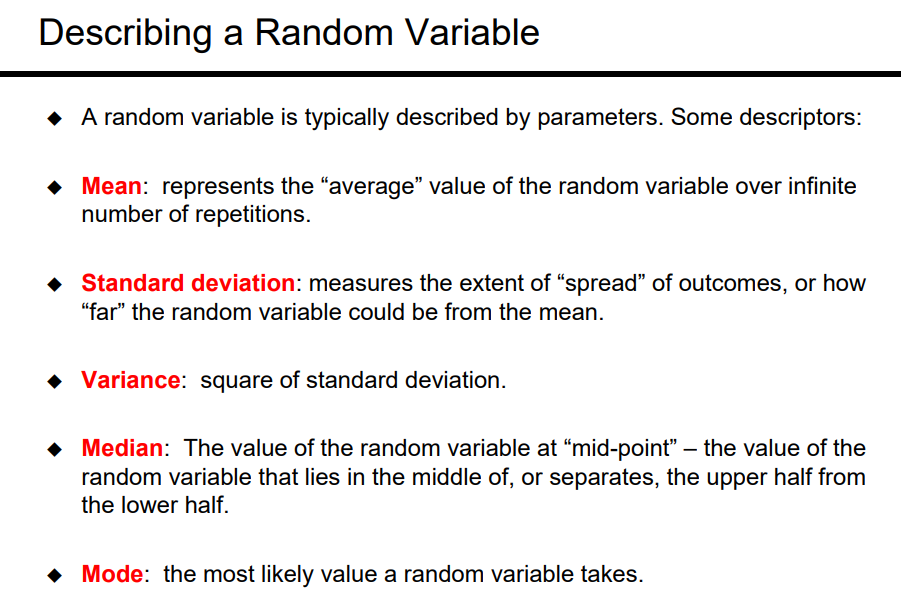 Describing a Random Variable
◆ A random variable is typically described by parameters. Some descriptors:
◆ Mean: represents the “average” value of the random variable over infinite
number of repetitions.
◆ Standard deviation: measures the extent of “spread” of outcomes, or how
“far” the random variable could be from the mean.
◆ Variance: square of standard deviation.
◆ Median: The value of the random variable at “mid-point” – the value of the
random variable that lies in the middle of, or separates, the upper half from
the lower half.
◆ Mode: the most likely value a random variable takes.